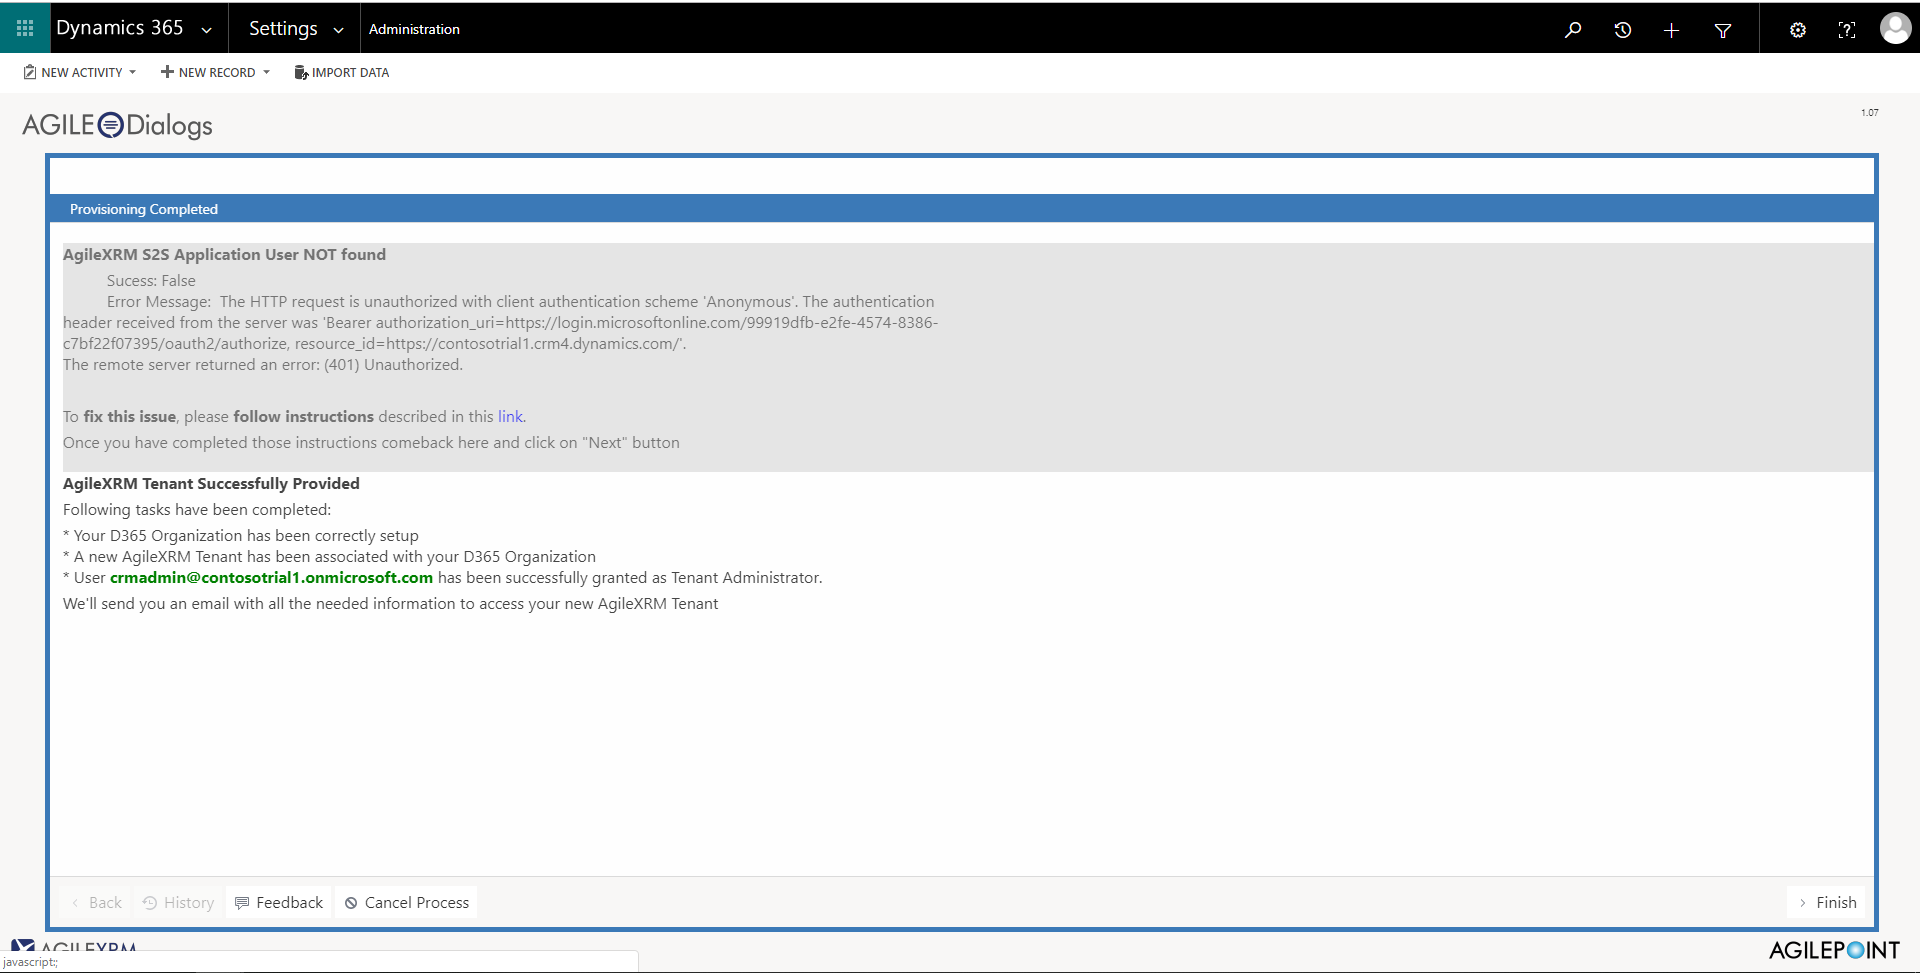 Dynamics 365 Settings Administration
NEW ACTIVITY NEW RECORD IMPORT DATA
AGILE Dialogs
1.07
Provisioning Completed
AgileXRM S2S Application User NOT found
Sucess: False
Error Message: The HTTP request is unauthorized with client authentication scheme 'Anonymous'. The authentication
header received from the server was 'Bearer authorization_uri=https://login.microsoftonline.com/99919dfb-e2fe-4574-8386-
c7bf22f07395/oauth2/authorize, resource_id=https://contosotrial1.crm4.dynamics.com/'.
The remote server returned an error: (401) Unauthorized.
To fix this issue, please follow instructions described in this link.
Once you have completed those instructions comeback here and click on "Next" button
AgileXRM Tenant Successfully Provided
Following tasks have been completed:
* Your D365 Organization has been correctly setup
* A new AgileXRM Tenant has been associated with your D365 Organization
* User crmadmin@contosotrial1.onmicrosoft.com has been successfully granted as Tenant Administrator.
We'll send you an email with all the needed information to access your new AgileXRM Tenant
Back History Feedback Cancel Process Finish
AGILEXRM
AGILEPOINT
javascript:;